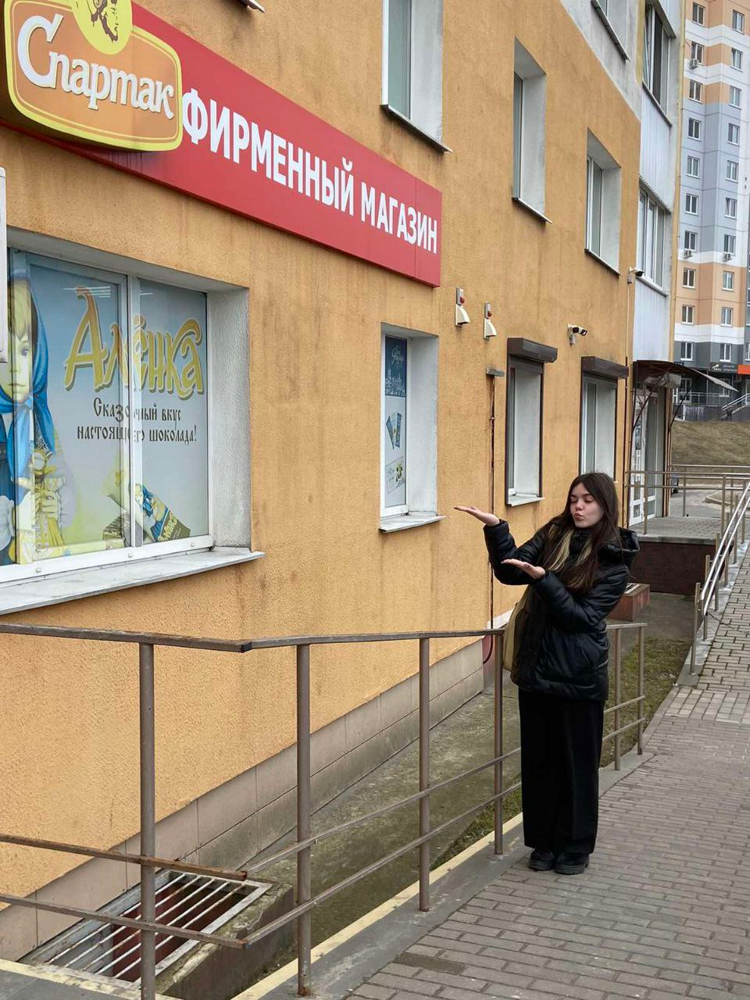 Спартак
ФИРМЕННЫЙ МАГАЗИН
Алёнка
Сказочный вкус
настоящего шоколада!